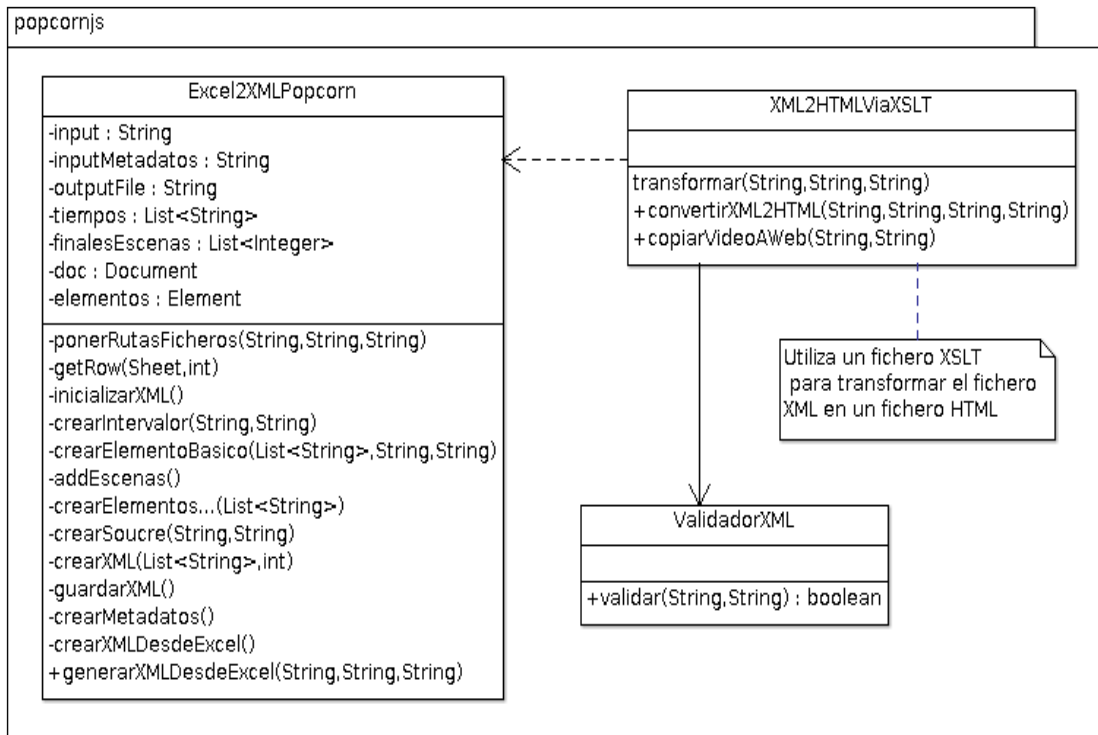 popcornjs
Excel2XMLPopcorn
-input : String
-inputMetadatos : String
-outputFile : String
-tiempos : List<String>
-finalesEscenas : List<Integer>
-doc : Document
-elementos : Element
-ponerRutasFicheros(String,String,String)
-getRow(Sheet,int)
-inicializarXML()
-crearIntervalor(String,String)
-crearElementoBasico(List<String>,String,String)
-addEscenas()
-crearElementos...(List<String>)
-crearSoucre(String,String)
-crearXML(List<String>,int)
-guardarXML()
-crearMetadatos()
-crearXMLDesdeExcel()
+generarXMLDesdeExcel(String,String,String)
XML2HTMLViaXSLT
transformar(String,String,String)
+convertirXML2HTML(String,String,String,String)
+copiarVideoAWeb(String,String)
Utiliza un fichero XSLT
para transformar el fichero
XML en un fichero HTML
ValidadorXML
+validar(String,String) : boolean